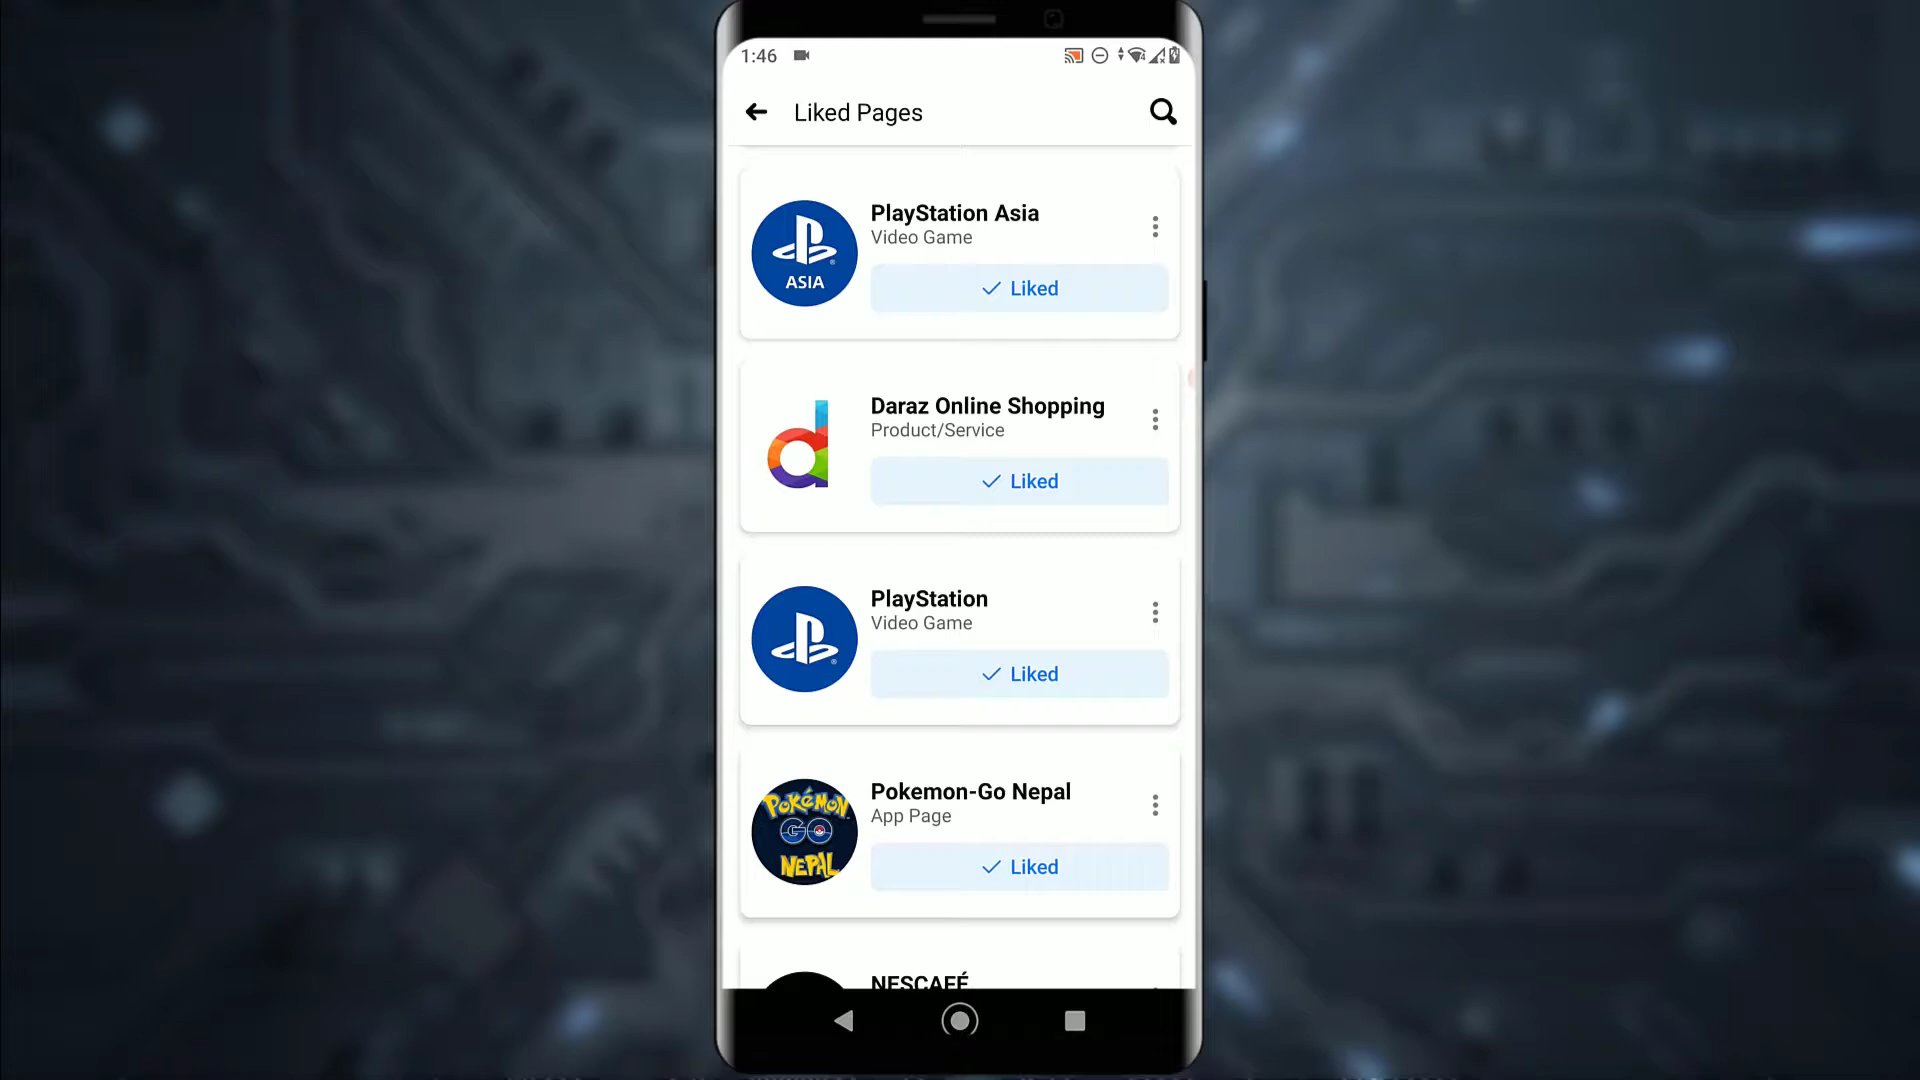 1:46
Liked Pages
PlayStation Asia
Video Game
ASIA
Liked
Daraz Online Shopping
Product/Service
Liked
PlayStation
Video Game
Liked
Pokemon-Go Nepal
App Page
POKéMON
GO
NEPAL
Liked
NESCAFÉ